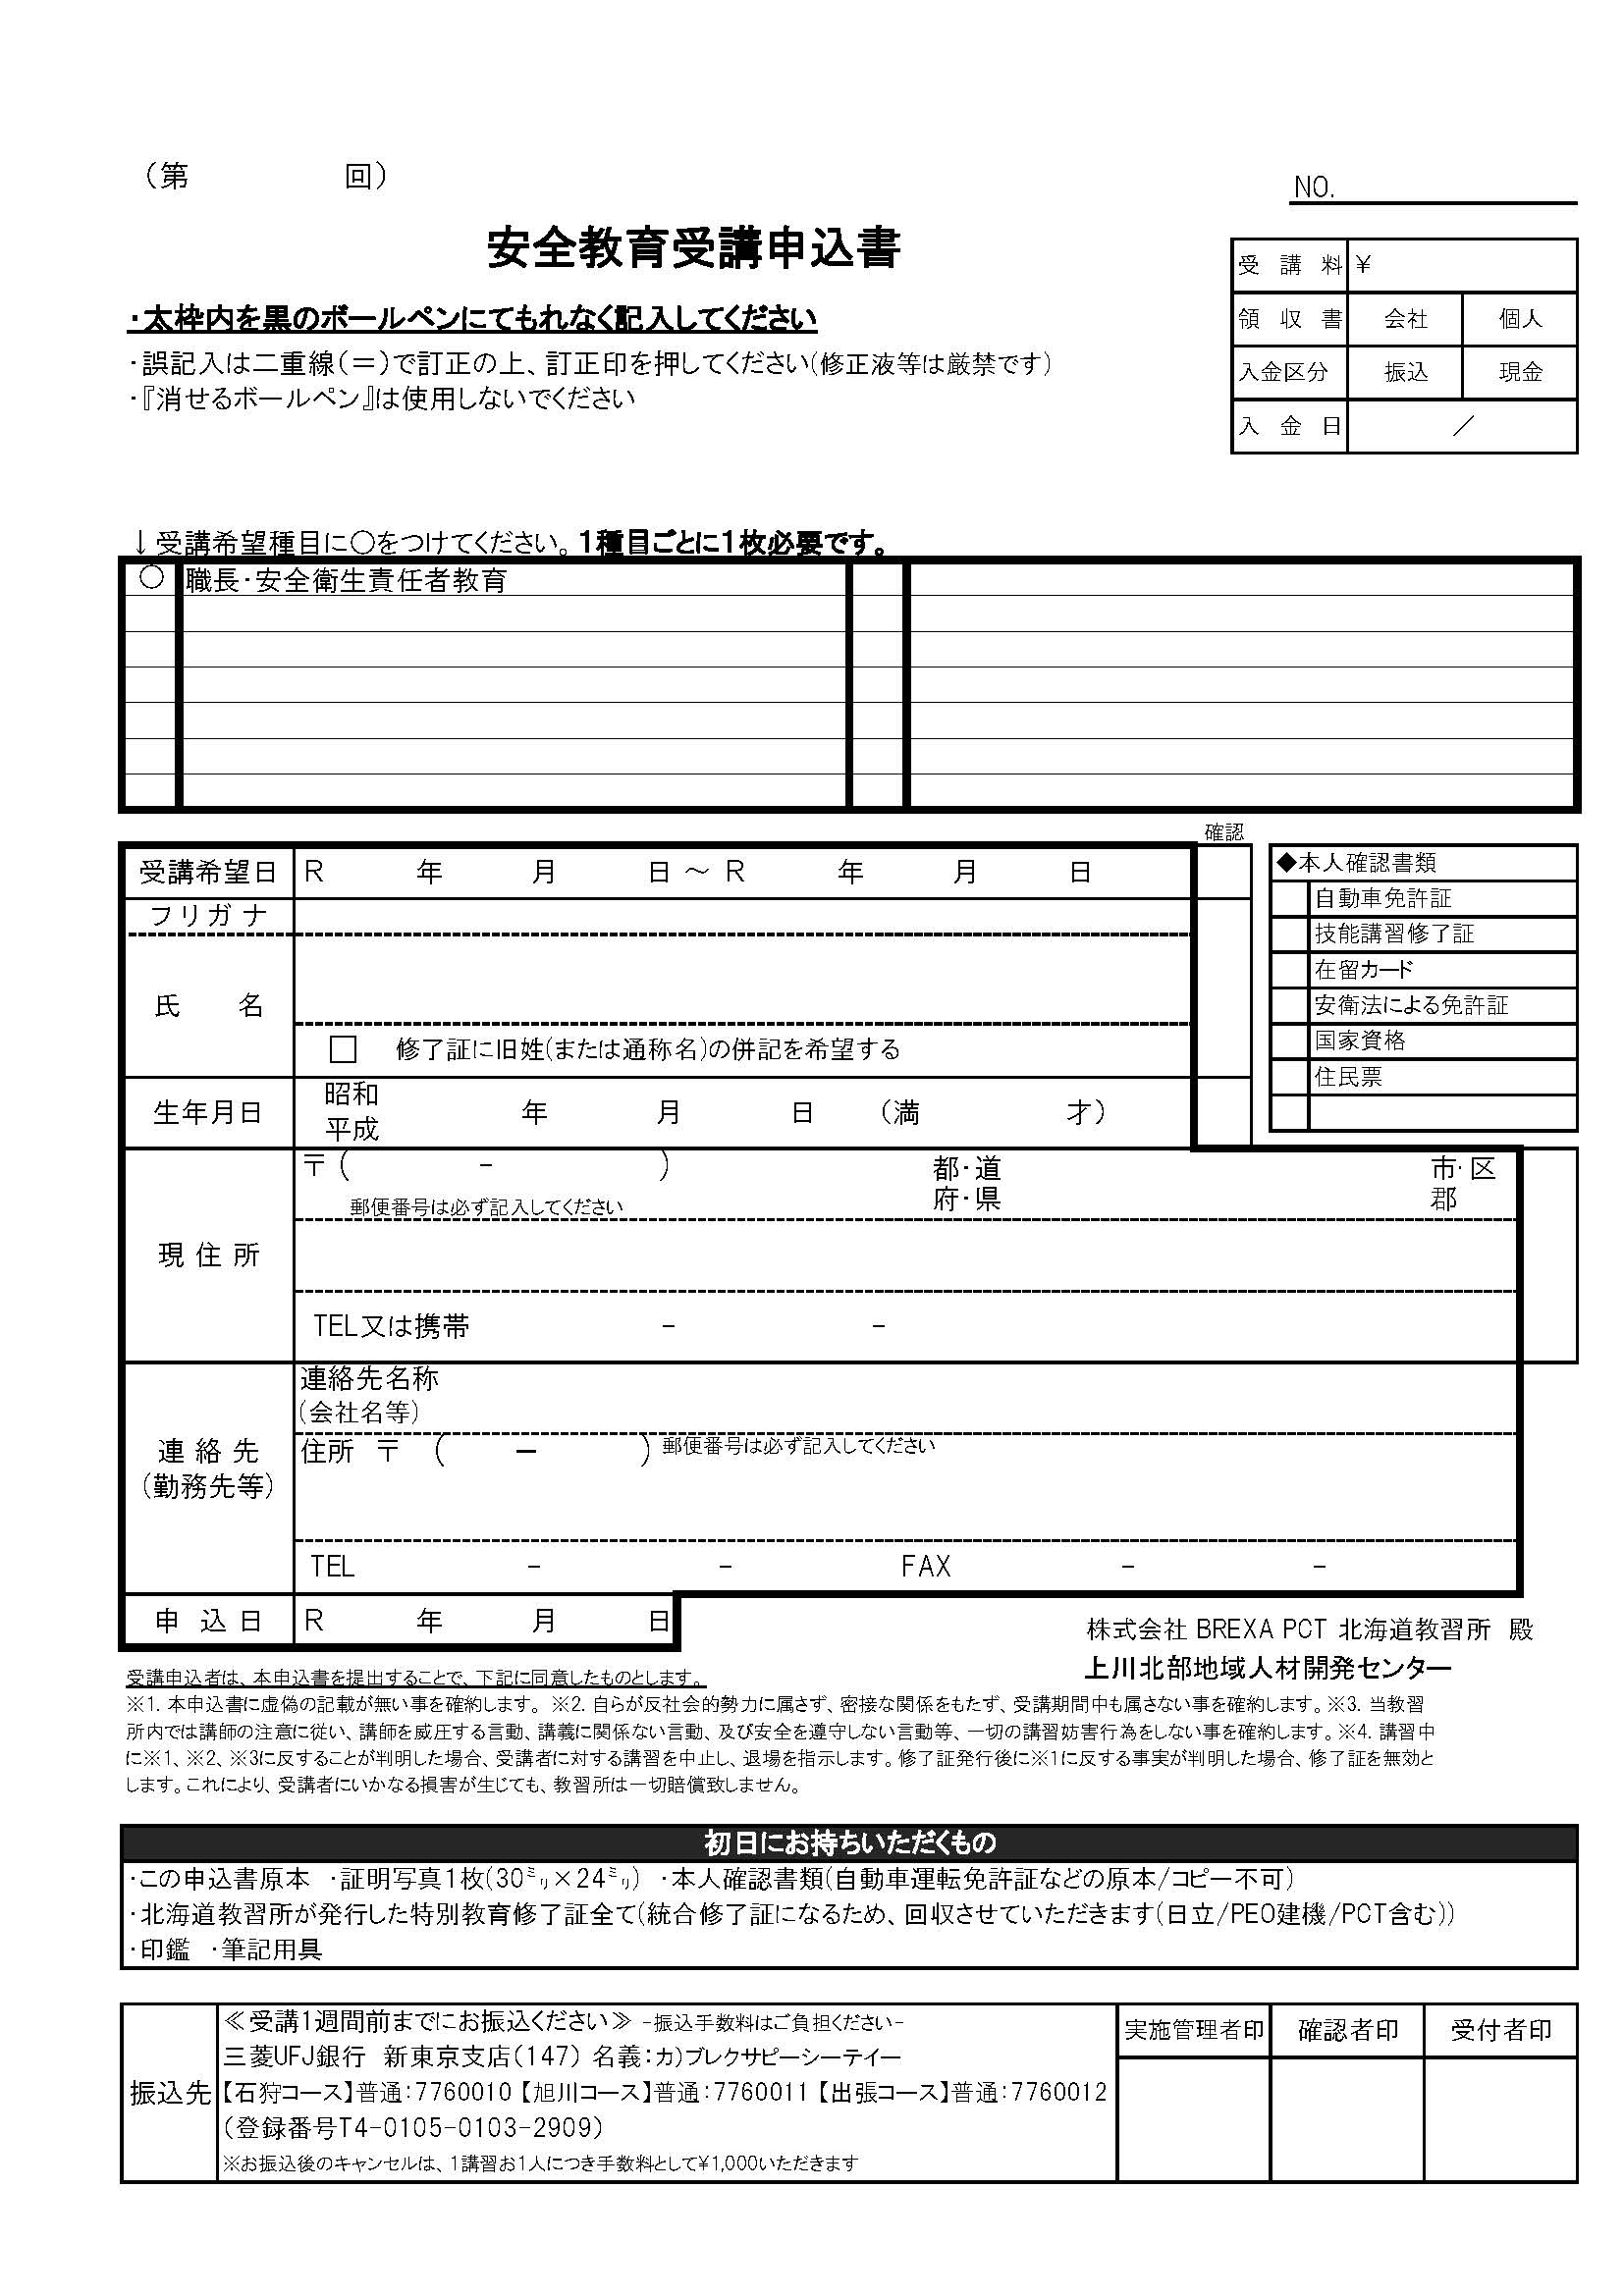 （第　　　　　回）
NO.
安全教育受講申込書
受　講　料　￥
・太枠内を黒のボールペンにてもれなく記入してください
領　収　書　会社　個人
・誤記入は二重線（＝）で訂正の上、訂正印を押してください（修正液等は厳禁です）
入金区分　振込　現金
・『消せるボールペン』は使用しないでください
入　金　日　／
↓受講希望種目に○をつけてください。1種目ごとに1枚必要です。
○　職長・安全衛生責任者教育
確認
受講希望日　R　　年　　月　　日 ～ R　　年　　月　　日
フリガナ
氏　　名
□　修了証に旧姓(または通称名)の併記を希望する
生年月日　昭和　平成　　年　　月　　日　（満　　　才）
◆本人確認書類
自動車免許証
技能講習修了証
在留カード
安衛法による免許証
国家資格
住民票
現 住 所
〒（　　　－　　　　）　都・道　市・区
府・県　郡
郵便番号は必ず記入してください
TEL又は携帯　　－　　－
連 絡 先
(勤務先等)
連絡先名称
(会社名等)
住所　〒　（　　－　　　）郵便番号は必ず記入してください
TEL　　－　　－　　FAX　　－　　－
申 込 日　R　　年　　月　　日
株式会社 BREXA PCT 北海道教習所　殿
上川北部地域人材開発センター
受講申込者は、本申込書を提出することで、下記に同意したものとします。
※1. 本申込書に虚偽の記載が無い事を確約します。 ※2. 自らが反社会的勢力に属さず、密接な関係をもたず、受講期間中も属さない事を確約します。※3. 当教習
所内では講師の注意に従い、講師を威圧する言動、講義に関係ない言動、及び安全を遵守しない言動等、一切の講習妨害行為をしない事を確約します。※4. 講習中
に※1、※2、※3に反することが判明した場合、受講者に対する講習を中止し、退場を指示します。修了証発行後に※1に反する事実が判明した場合、修了証を無効と
します。これにより、受講者にいかなる損害が生じても、教習所は一切賠償致しません。
初日にお持ちいただくもの
・この申込書原本　・証明写真1枚(30㍉×24㍉)　・本人確認書類(自動車運転免許証などの原本/コピー不可)
・北海道教習所が発行した特別教育修了証全て(統合修了証になるため、回収させていただきます(日立/PEO建機/PCT含む))
・印鑑　・筆記用具
振込先
≪受講1週間前までにお振込ください≫ -振込手数料はご負担ください-
三菱UFJ銀行　新東京支店(147) 名義：カ)ブレクサピーシーテイー
【石狩コース】普通：7760010【旭川コース】普通：7760011【出張コース】普通：7760012
(登録番号T4-0105-0103-2909)
※お振込後のキャンセルは、1講習お1人につき手数料として¥1,000いただきます
実施管理者印　確認者印　受付者印